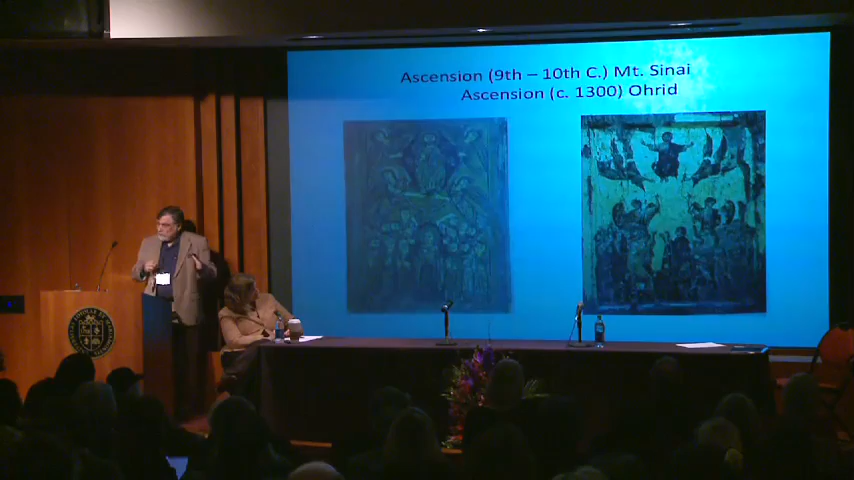 Ascension (9th – 10th C.) Mt. Sinai
Ascension (c. 1300) Ohrid